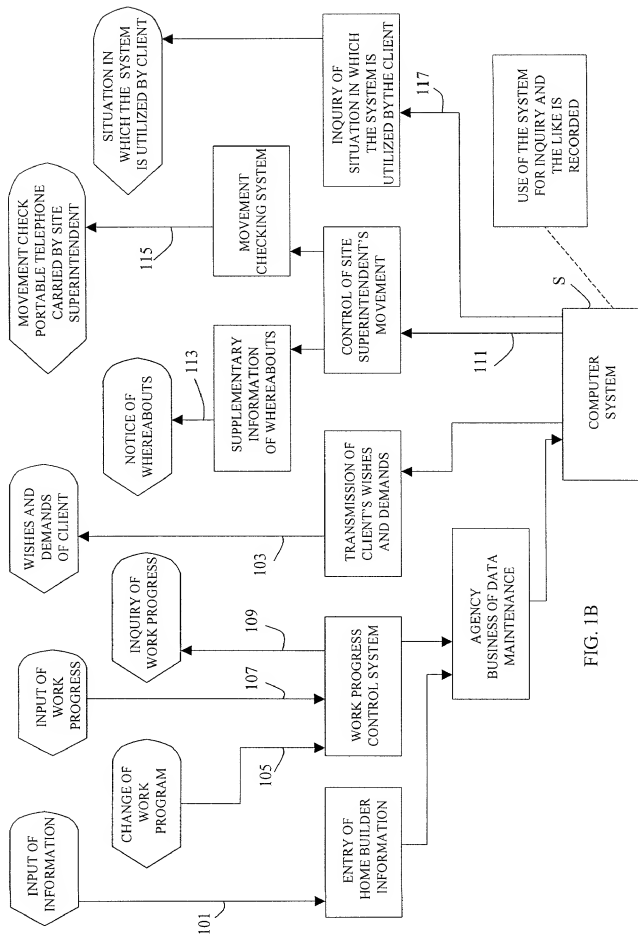 INPUT OF
INFORMATION
INPUT OF
WORK
PROGRESS
WISHES AND
DEMANDS
OF CLIENT
MOVEMENT CHECK
PORTABLE TELEPHONE
CARRIED BY SITE
SUPERINTENDENT
SITUATION IN
WHICH THE SYSTEM
IS UTILIZED BY CLIENT
CHANGE OF
WORK
PROGRAM
INQUIRY OF
WORK PROGRESS
NOTICE OF
WHEREABOUTS
115
113
MOVEMENT
CHECKING SYSTEM
SUPPLEMENTARY
INFORMATION
OF WHEREABOUTS
101
105
107
109
103
ENTRY OF
HOME BUILDER
INFORMATION
WORK PROGRESS
CONTROL SYSTEM
TRANSMISSION OF
CLIENT'S WISHES
AND DEMANDS
CONTROL OF SITE
SUPERINTENDENT'S
MOVEMENT
INQUIRY OF
SITUATION IN WHICH
THE SYSTEM IS
UTILIZED BYTHE CLIENT
111
117
AGENCY
BUSINESS OF DATA
MAINTENANCE
S
COMPUTER
SYSTEM
USE OF THE SYSTEM
FOR INQUIRY AND
THE LIKE IS
RECORDED
FIG. 1B